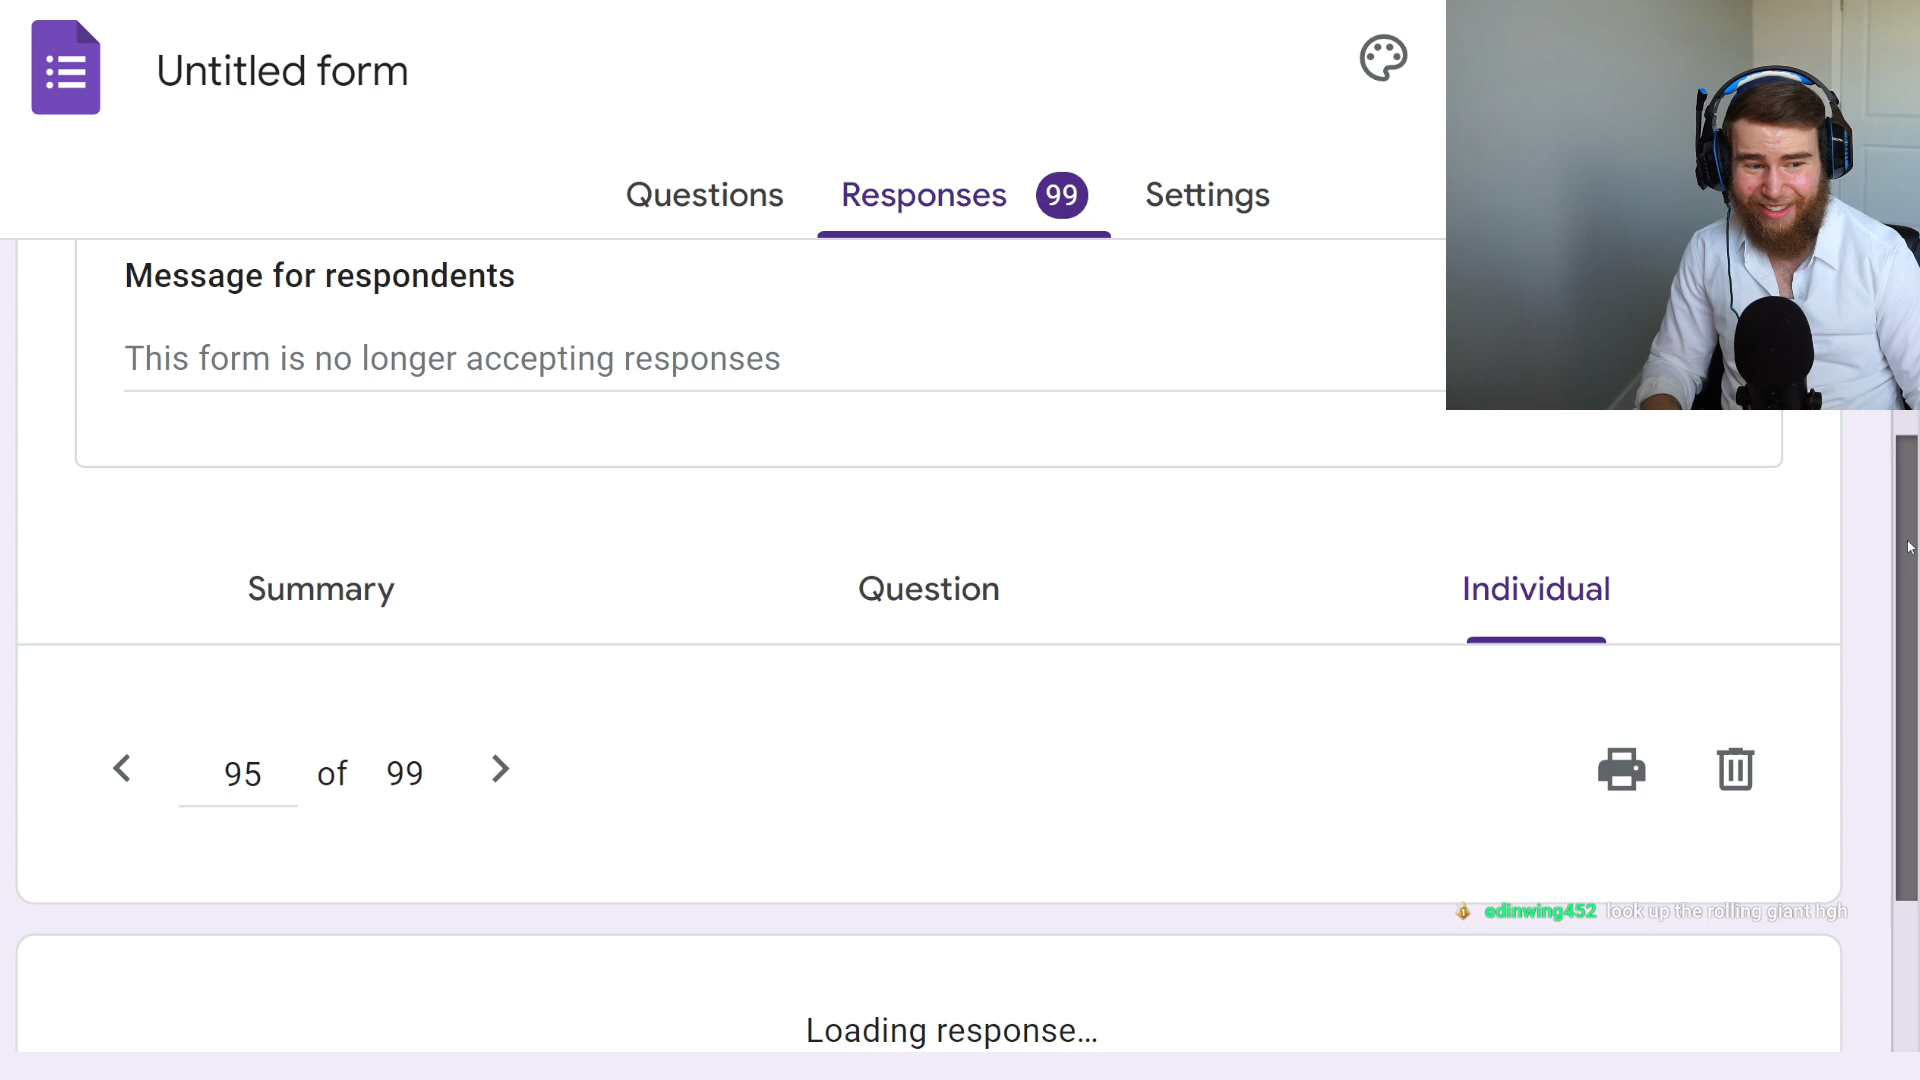 Untitled form
Questions
Responses 99
Settings
Message for respondents
This form is no longer accepting responses
Summary
Question
Individual
95 of 99
edinwing452 look up the rolling giant hgh
Loading response...